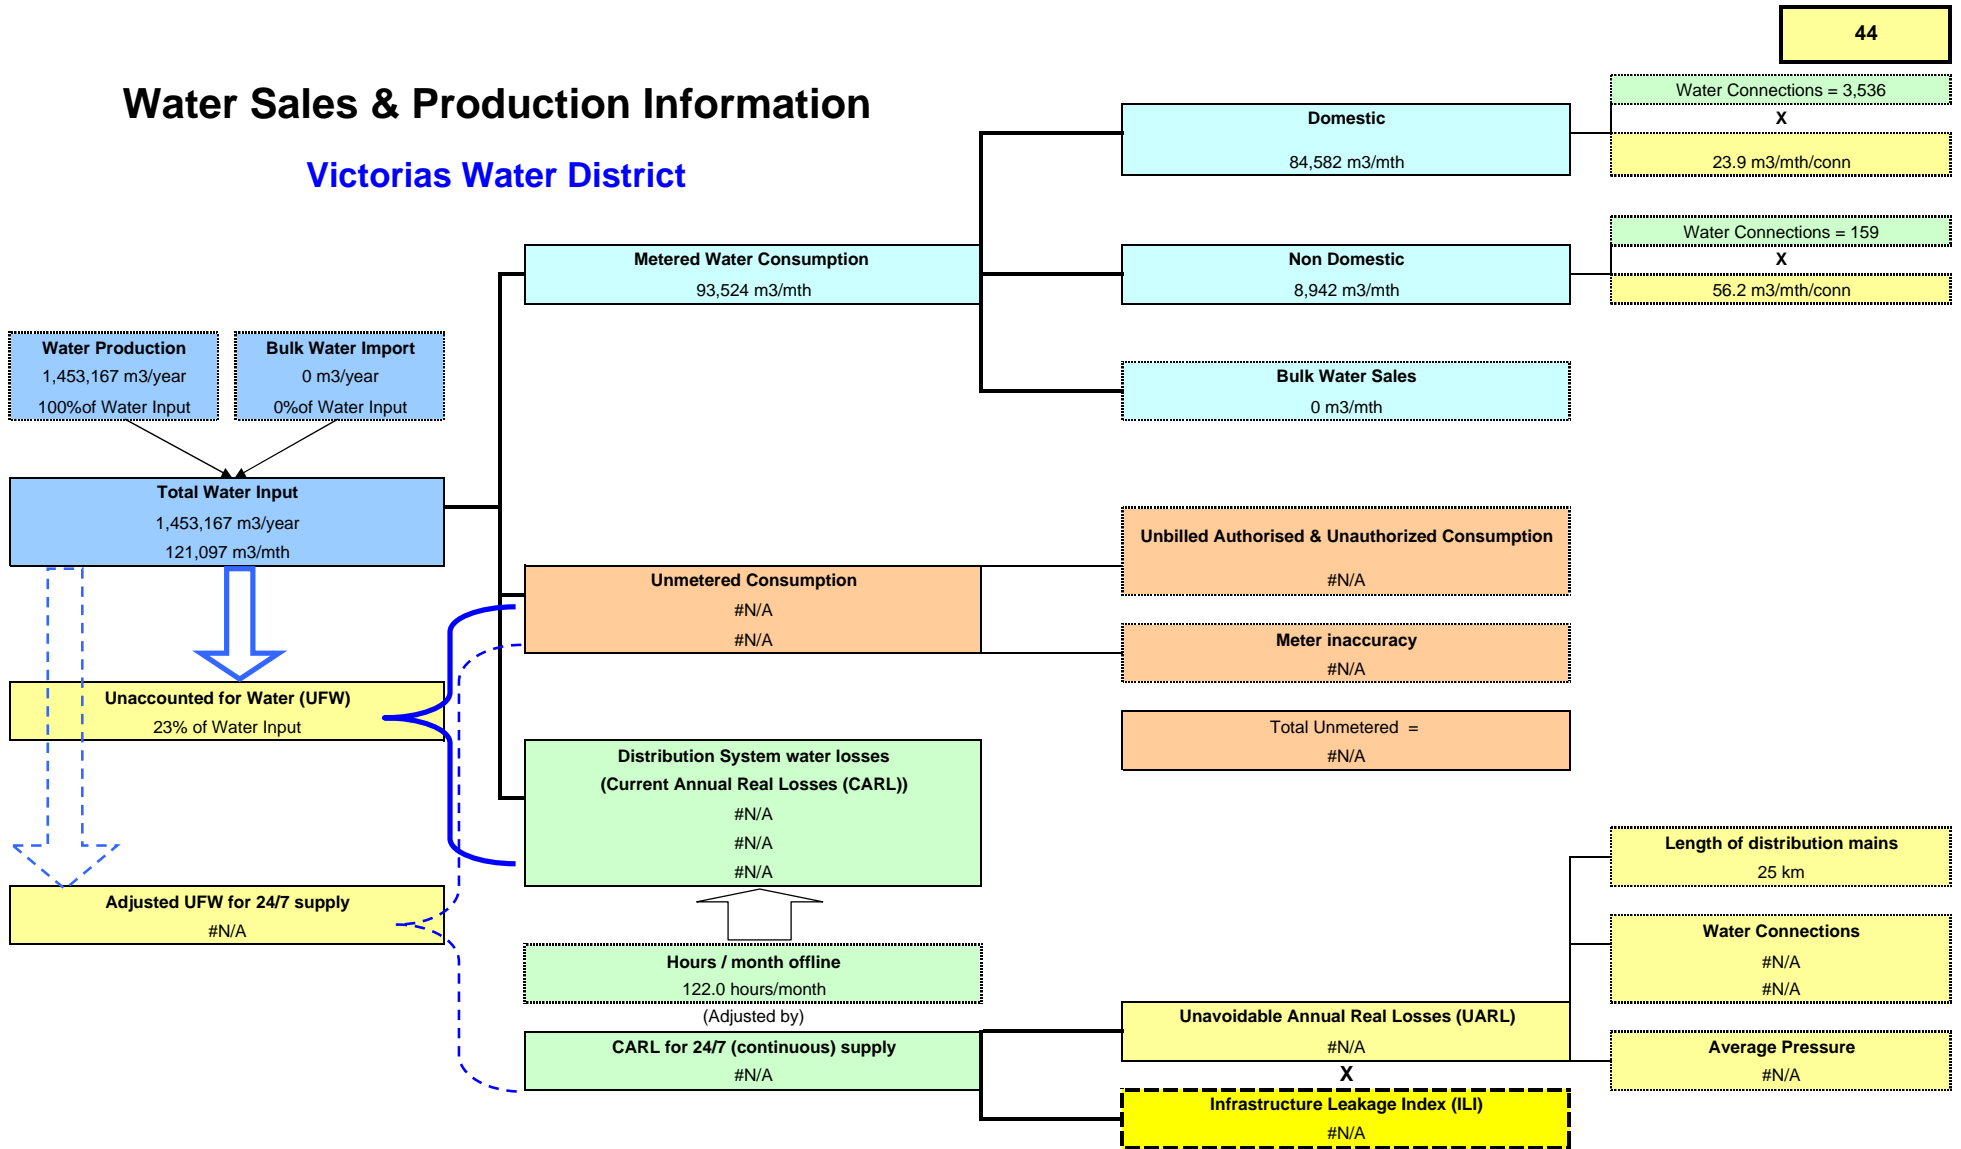 44
Water Sales & Production Information
Victorias Water District
Domestic
84,582 m3/mth
Water Connections = 3,536
X
23.9 m3/mth/conn
Metered Water Consumption
93,524 m3/mth
Non Domestic
8,942 m3/mth
Water Connections = 159
X
56.2 m3/mth/conn
Water Production
1,453,167 m3/year
100%of Water Input
Bulk Water Import
0 m3/year
0%of Water Input
Bulk Water Sales
0 m3/mth
Total Water Input
1,453,167 m3/year
121,097 m3/mth
Unmetered Consumption
#N/A
#N/A
Unbilled Authorised & Unauthorized Consumption
#N/A
Meter inaccuracy
#N/A
Total Unmetered =
#N/A
Unaccounted for Water (UFW)
23% of Water Input
Distribution System water losses
(Current Annual Real Losses (CARL))
#N/A
#N/A
#N/A
Adjusted UFW for 24/7 supply
#N/A
Hours / month offline
122.0 hours/month
(Adjusted by)
CARL for 24/7 (continuous) supply
#N/A
Unavoidable Annual Real Losses (UARL)
#N/A
X
Infrastructure Leakage Index (ILI)
#N/A
Length of distribution mains
25 km
Water Connections
#N/A
#N/A
Average Pressure
#N/A